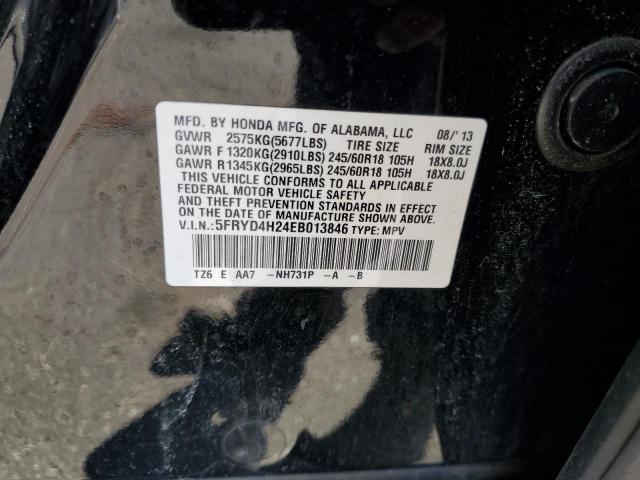 MFD. BY HONDA MFG. OF ALABAMA, LLC 08/'13
GVWR 2575KG(5677LBS) TIRE SIZE RIM SIZE
GAWR F 1320KG(2910LBS) 245/60R18 105H 18X8.0J
GAWR R1345KG(2965LBS) 245/60R18 105H 18X8.0J
THIS VEHICLE CONFORMS TO ALL APPLICABLE
FEDERAL MOTOR VEHICLE SAFETY
AND THEFT PREVENTION STANDARDS IN EFFECT
ON THE DATE OF MANUFACTURE SHOWN ABOVE.
V.I.N.: 5FRYD4H24EB013846 TYPE: MPV
TZ6 E AA7 -NH731P -A -B